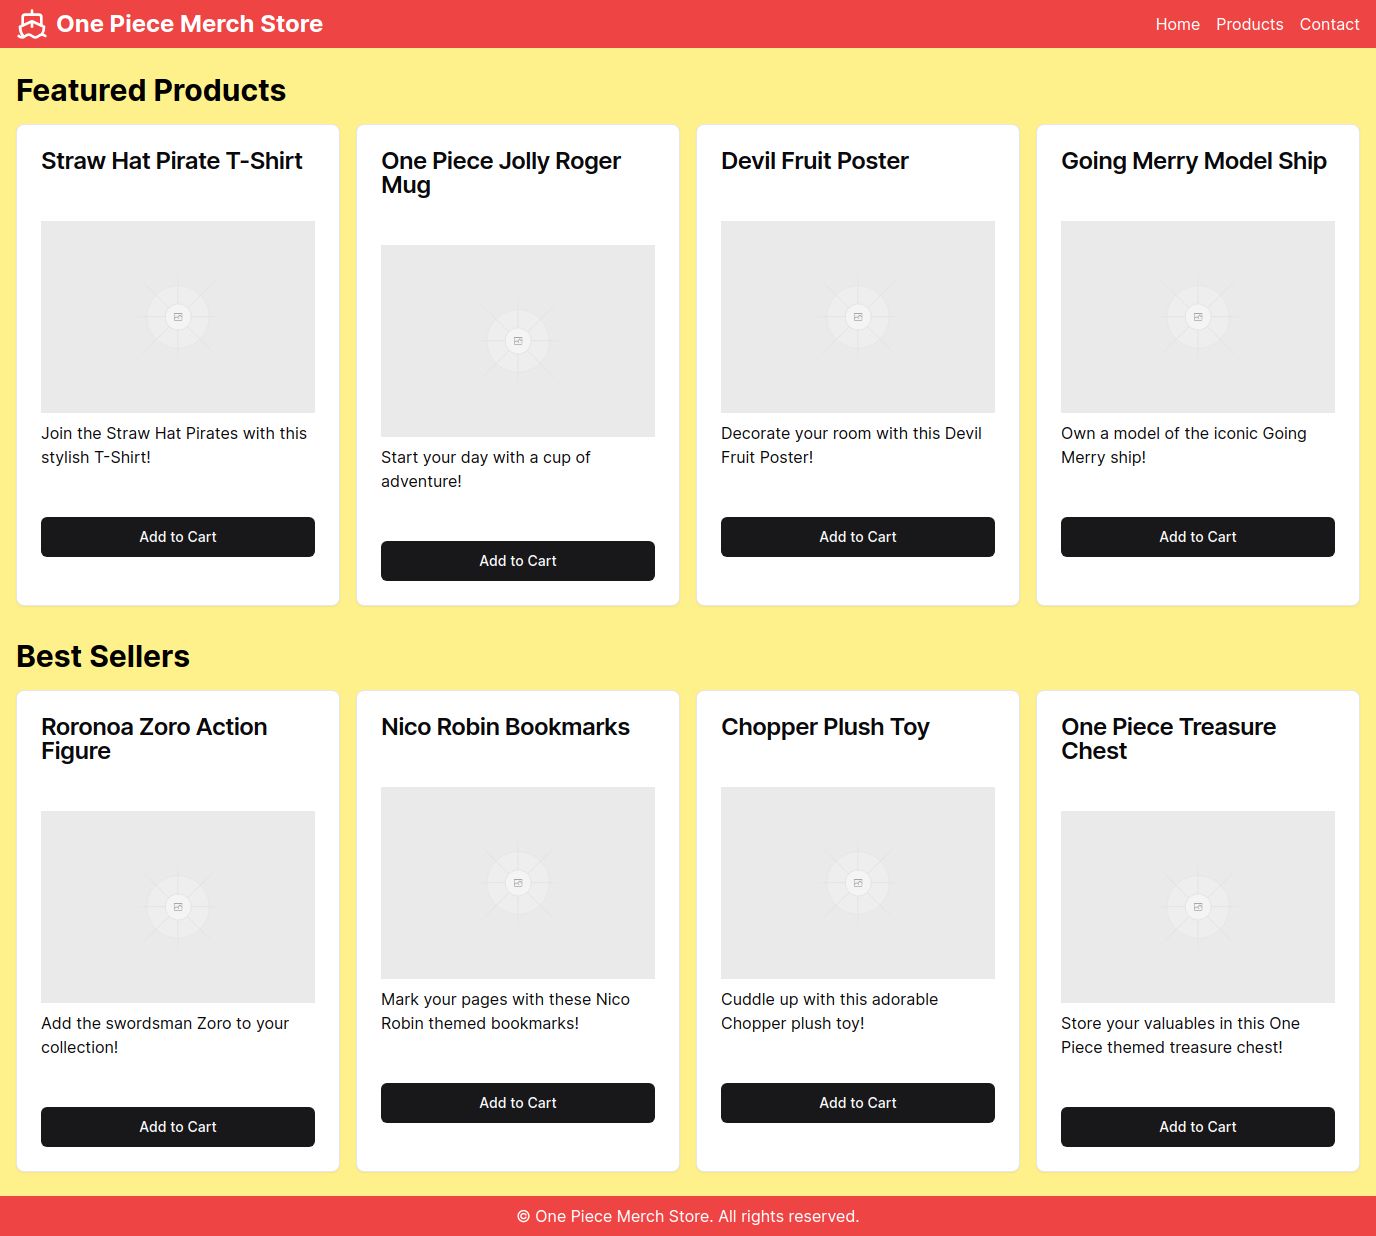 One Piece Merch Store
Home Products Contact
Featured Products
Straw Hat Pirate T-Shirt
Join the Straw Hat Pirates with this
stylish T-Shirt!
Add to Cart
One Piece Jolly Roger
Mug
Start your day with a cup of
adventure!
Add to Cart
Devil Fruit Poster
Decorate your room with this Devil
Fruit Poster!
Add to Cart
Going Merry Model Ship
Own a model of the iconic Going
Merry ship!
Add to Cart
Best Sellers
Roronoa Zoro Action
Figure
Add the swordsman Zoro to your
collection!
Add to Cart
Nico Robin Bookmarks
Mark your pages with these Nico
Robin themed bookmarks!
Add to Cart
Chopper Plush Toy
Cuddle up with this adorable
Chopper plush toy!
Add to Cart
One Piece Treasure
Chest
Store your valuables in this One
Piece themed treasure chest!
Add to Cart
© One Piece Merch Store. All rights reserved.